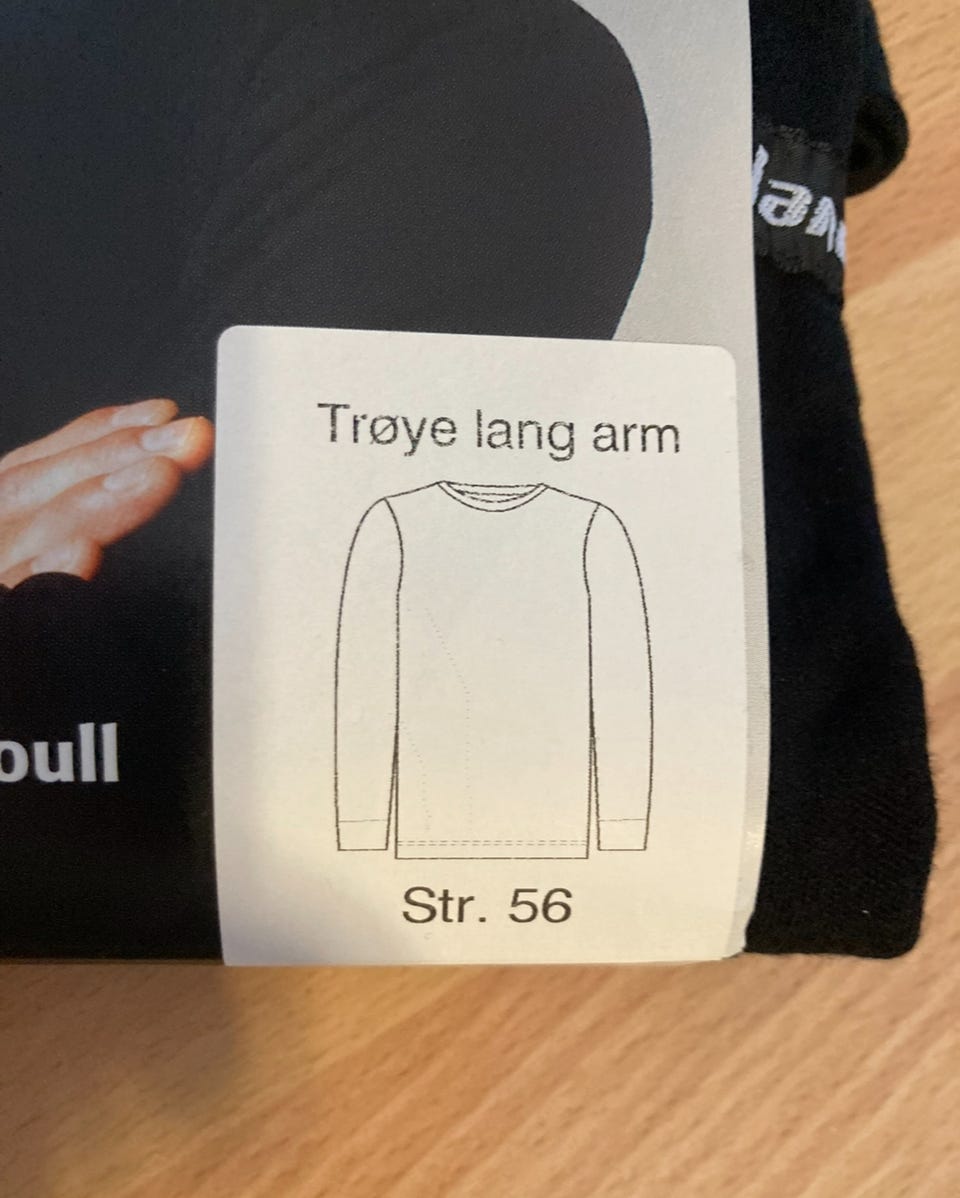 Trøye lang arm
oull
Str. 56